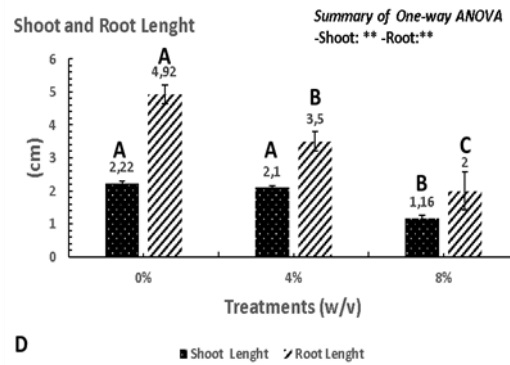 Shoot and Root Lenght
Summary of One-way ANOVA
-Shoot: ** -Root:**
(cm)
6
5
4
3
2
1
0
A
2,22
A
4,92
A
2,1
B
3,5
B
1,16
C
2
0%
4%
8%
Treatments (w/v)
D
Shoot Lenght
Root Lenght